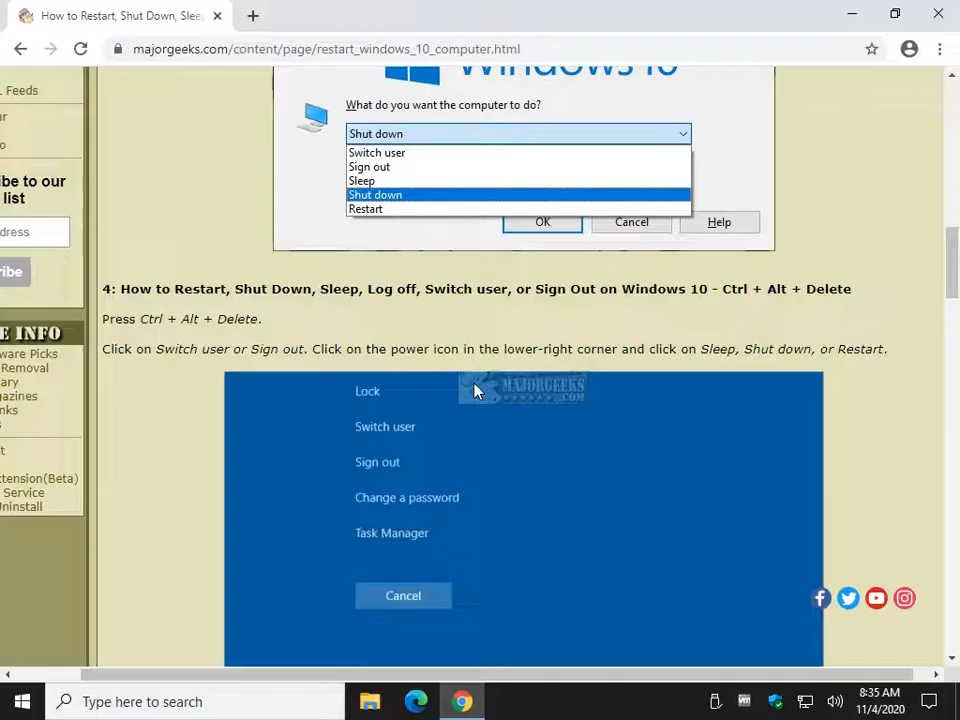 How to Restart, Shut Down, Slee
majorgeeks.com/content/page/restart_windows_10_computer.html
Feeds
ibe to our
list
dress
ribe
E INFO
ware Picks
Removal
ary
gazines
nks
t
xtension(Beta)
Service
Uninstall
Windows 10
What do you want the computer to do?
Shut down
Switch user
Sign out
Sleep
Shut down
Restart
OK
Cancel
Help
4: How to Restart, Shut Down, Sleep, Log off, Switch user, or Sign Out on Windows 10 - Ctrl + Alt + Delete
Press Ctrl + Alt + Delete.
Click on Switch user or Sign out. Click on the power icon in the lower-right corner and click on Sleep, Shut down, or Restart.
MAJORGEEKS
.COM
Lock
Switch user
Sign out
Change a password
Task Manager
Cancel
Type here to search
vm
8:35 AM
11/4/2020